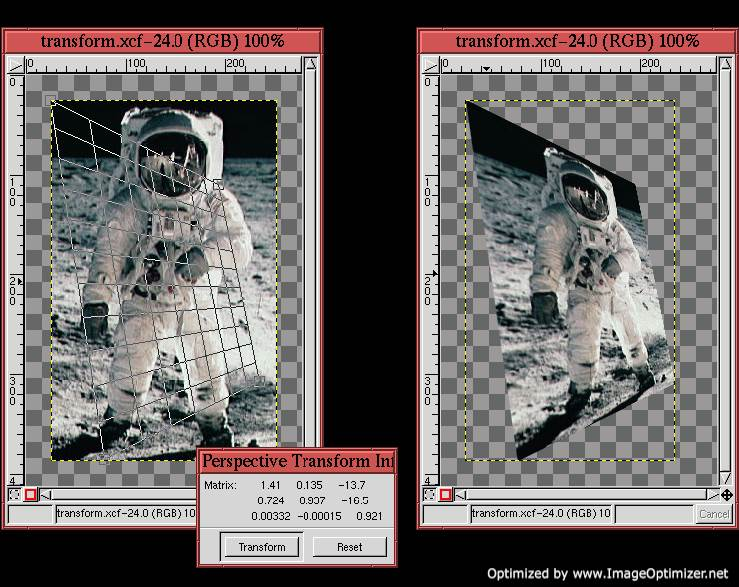 transform.xcf-24.0 (RGB) 100%
transform.xcf-24.0 (RGB) 100%
0 100 200
0 100 200
0
100
200
300
4
0
100
200
300
4
transform.xcf-24.0 (RGB) 10
transform.xcf-24.0 (RGB) 10
Cancel
Perspective Transform Inf
Matrix: 1.41 0.135 -13.7
0.724 0.937 -16.5
0.00332 -0.00015 0.921
Transform Reset
Optimized by www.ImageOptimizer.net